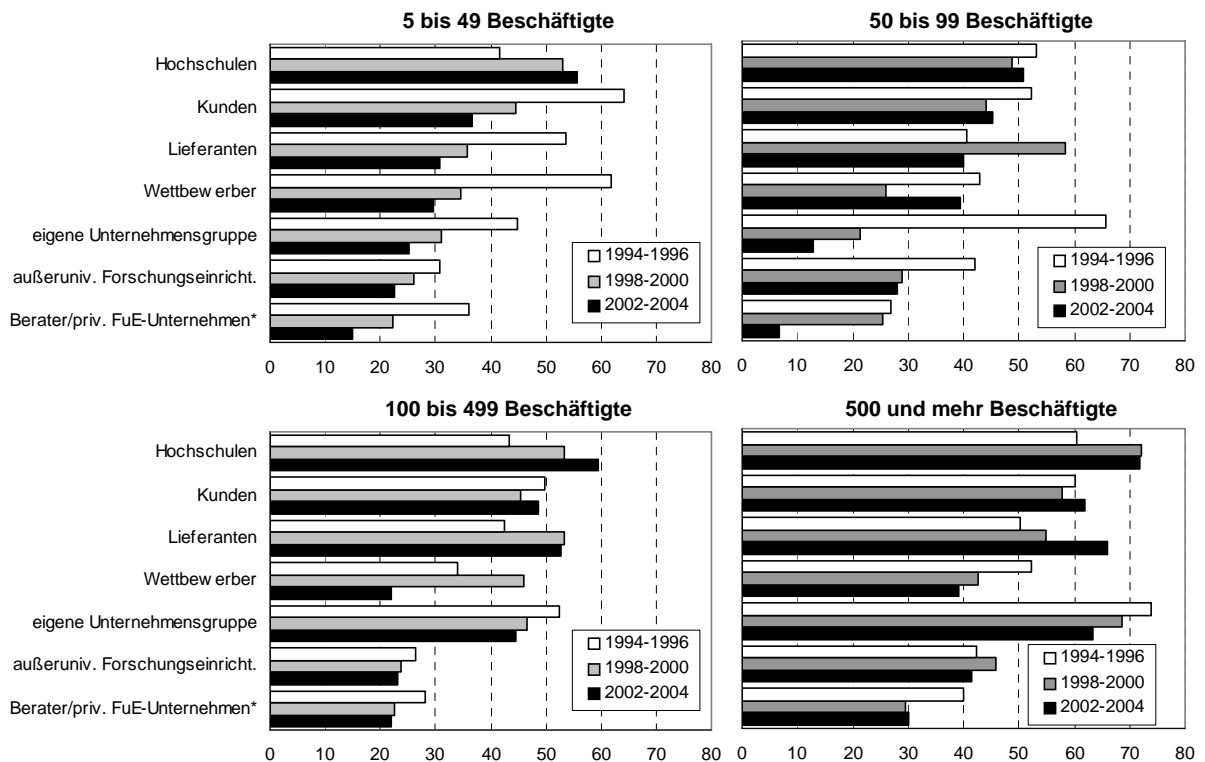 5 bis 49 Beschäftigte
Hochschulen
Kunden
Lieferanten
Wettbewerber
eigene Unternehmensgruppe
außeruniv. Forschungseinricht.
Berater/priv. FuE-Unternehmen*
1994-1996
1998-2000
2002-2004
0 10 20 30 40 50 60 70 80
50 bis 99 Beschäftigte
1994-1996
1998-2000
2002-2004
0 10 20 30 40 50 60 70 80
100 bis 499 Beschäftigte
Hochschulen
Kunden
Lieferanten
Wettbewerber
eigene Unternehmensgruppe
außeruniv. Forschungseinricht.
Berater/priv. FuE-Unternehmen*
1994-1996
1998-2000
2002-2004
0 10 20 30 40 50 60 70 80
500 und mehr Beschäftigte
1994-1996
1998-2000
2002-2004
0 10 20 30 40 50 60 70 80